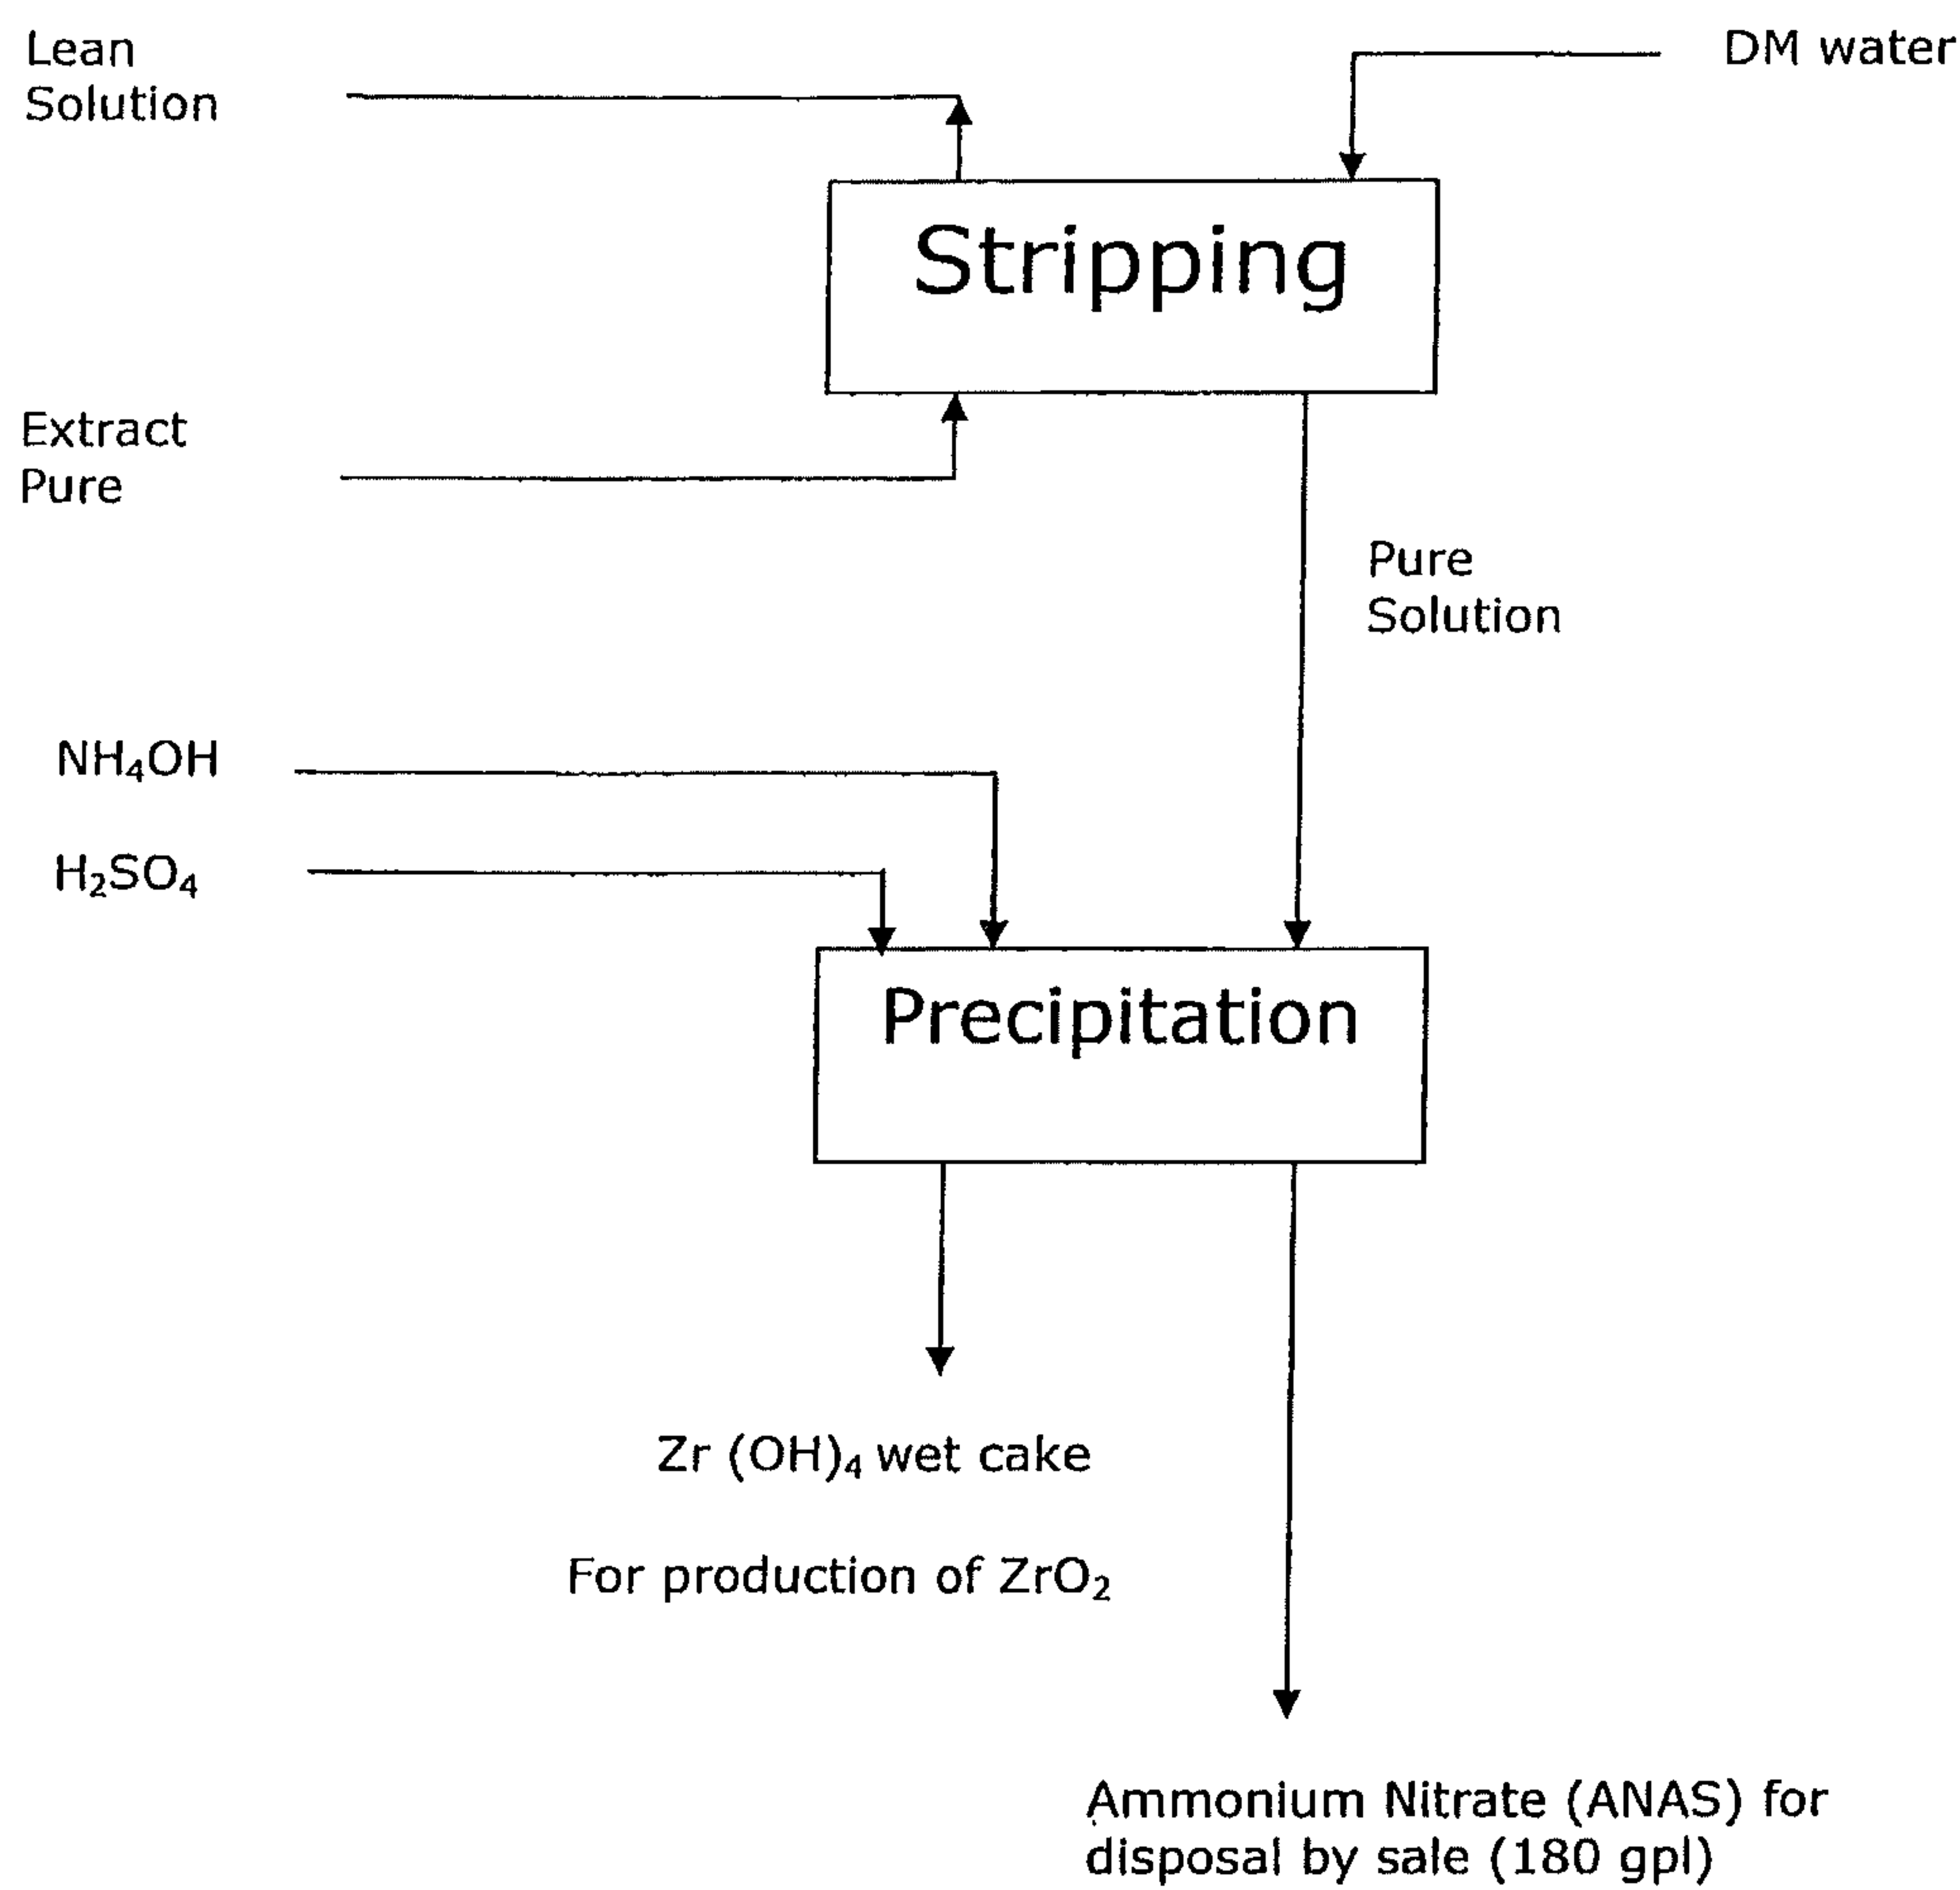 Lean
Solution
DM water
Stripping
Extract
Pure
Pure
Solution
NH₄OH
H₂SO₄
Precipitation
Zr (OH)₄ wet cake
For production of ZrO₂
Ammonium Nitrate (ANAS) for
disposal by sale (180 gpl)